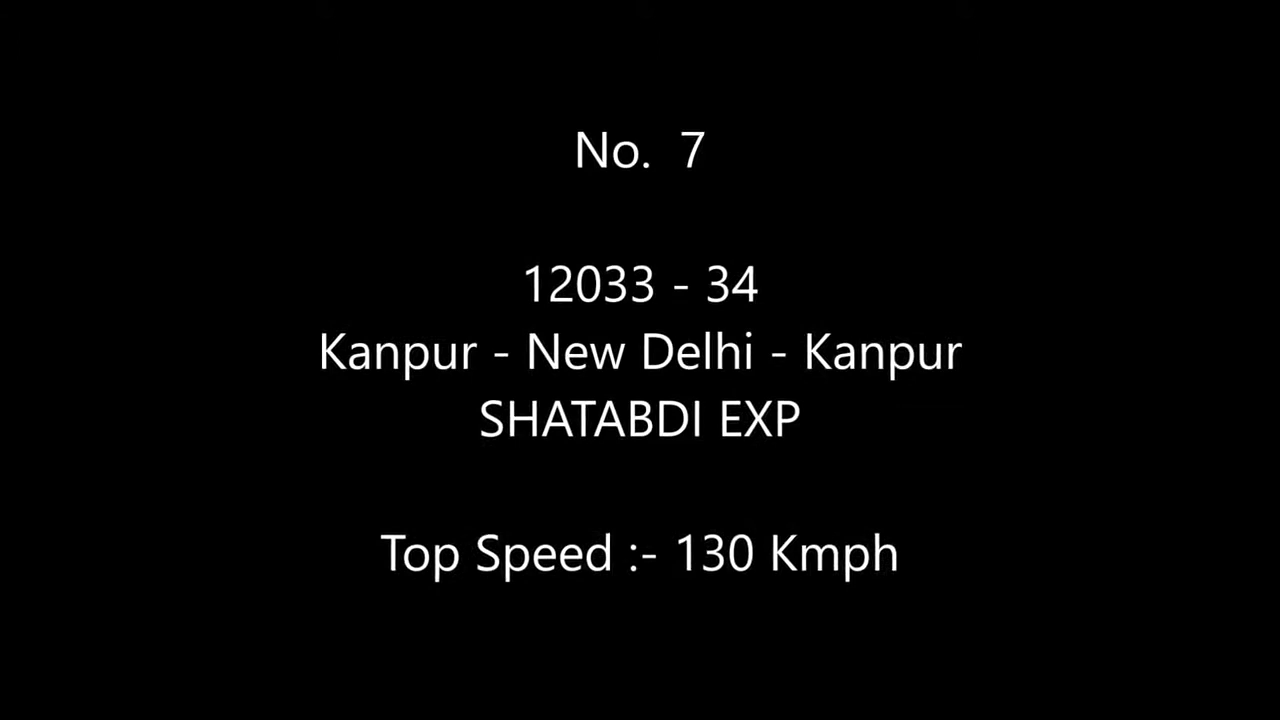 No. 7
12033 - 34
Kanpur - New Delhi - Kanpur
SHATABDI EXP
Top Speed :- 130 Kmph